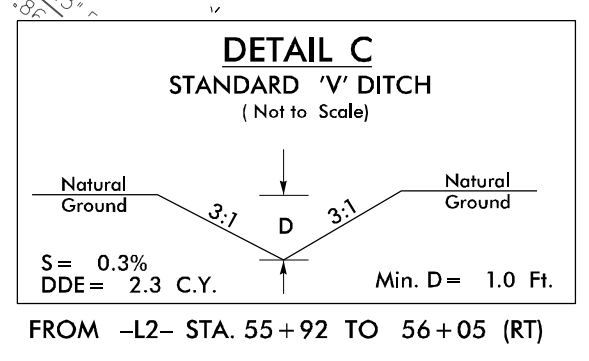 DETAIL C
STANDARD 'V' DITCH
( Not to Scale)
Natural
Ground
3:1
D
3:1
Natural
Ground
S = 0.3%
DDE = 2.3 C.Y.
Min. D = 1.0 Ft.
FROM -L2- STA. 55+92 TO 56+05 (RT)